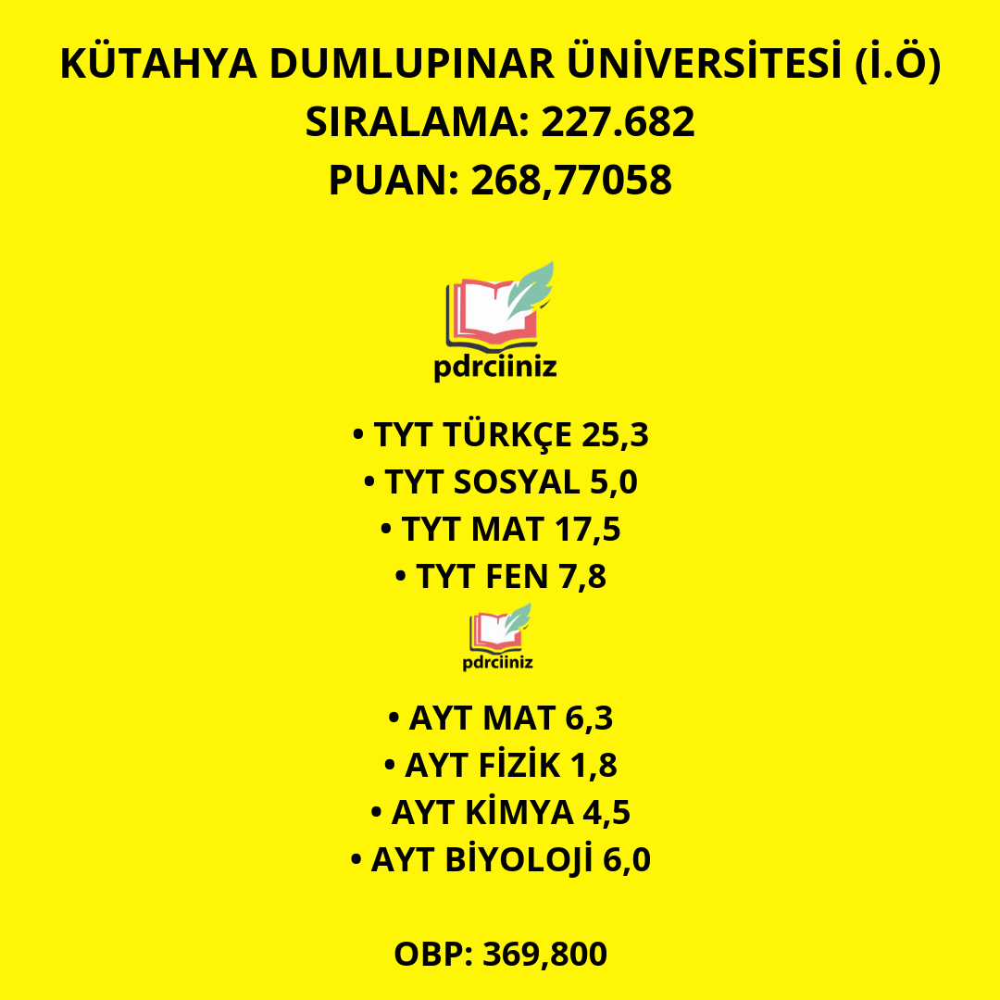 KÜTAHYA DUMLUPINAR ÜNİVERSİTESİ (İ.Ö)
SIRALAMA: 227.682
PUAN: 268,77058
pdrciiniz
• TYT TÜRKÇE 25,3
• TYT SOSYAL 5,0
• TYT MAT 17,5
• TYT FEN 7,8
pdrciiniz
• AYT MAT 6,3
• AYT FİZİK 1,8
• AYT KİMYA 4,5
• AYT BİYOLOJİ 6,0
OBP: 369,800